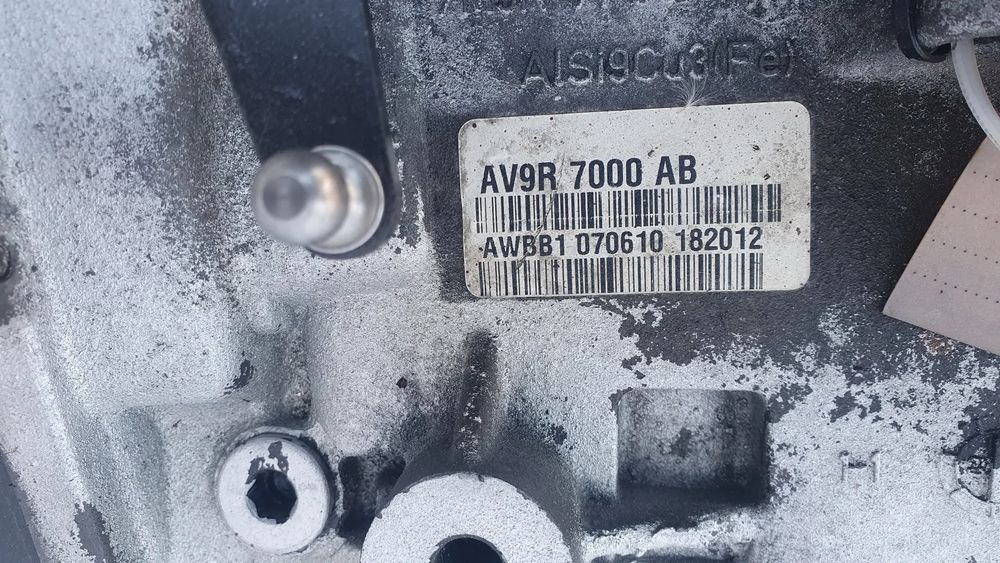 AlSi9Cu3(Fe)
AV9R 7000 AB
AWBB1 070610 182012
H